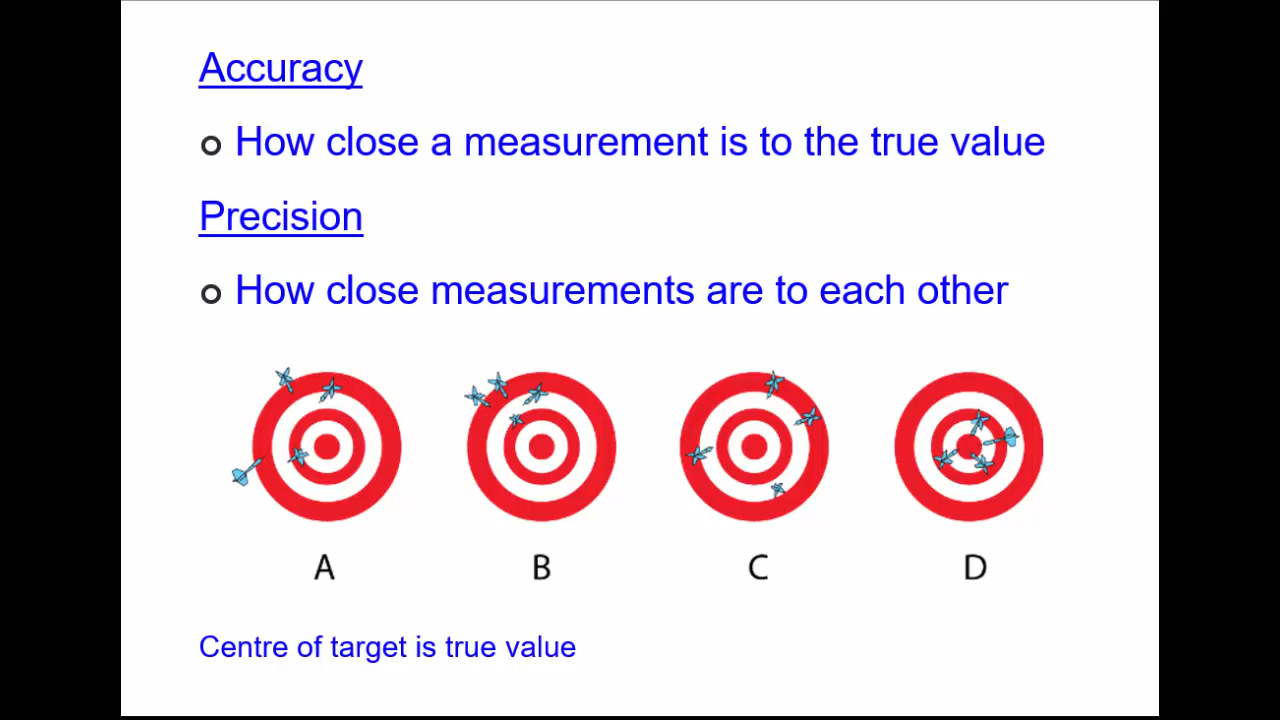 Accuracy
How close a measurement is to the true value
Precision
How close measurements are to each other
A B C D
Centre of target is true value